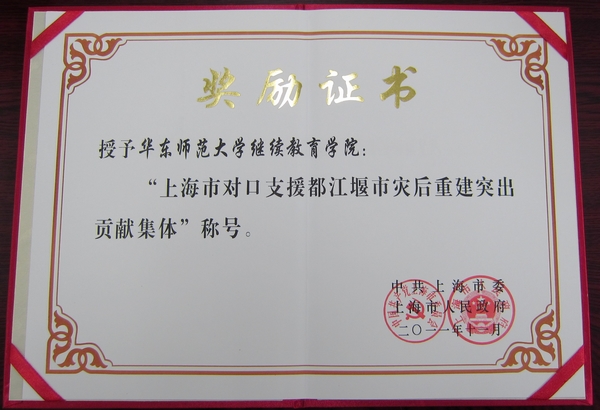 奖励证书
授予华东师范大学继续教育学院：
“上海市对口支援都江堰市灾后重建突出
贡献集体”称号。
中共上海市委
上海市人民政府
二〇一一年十一月